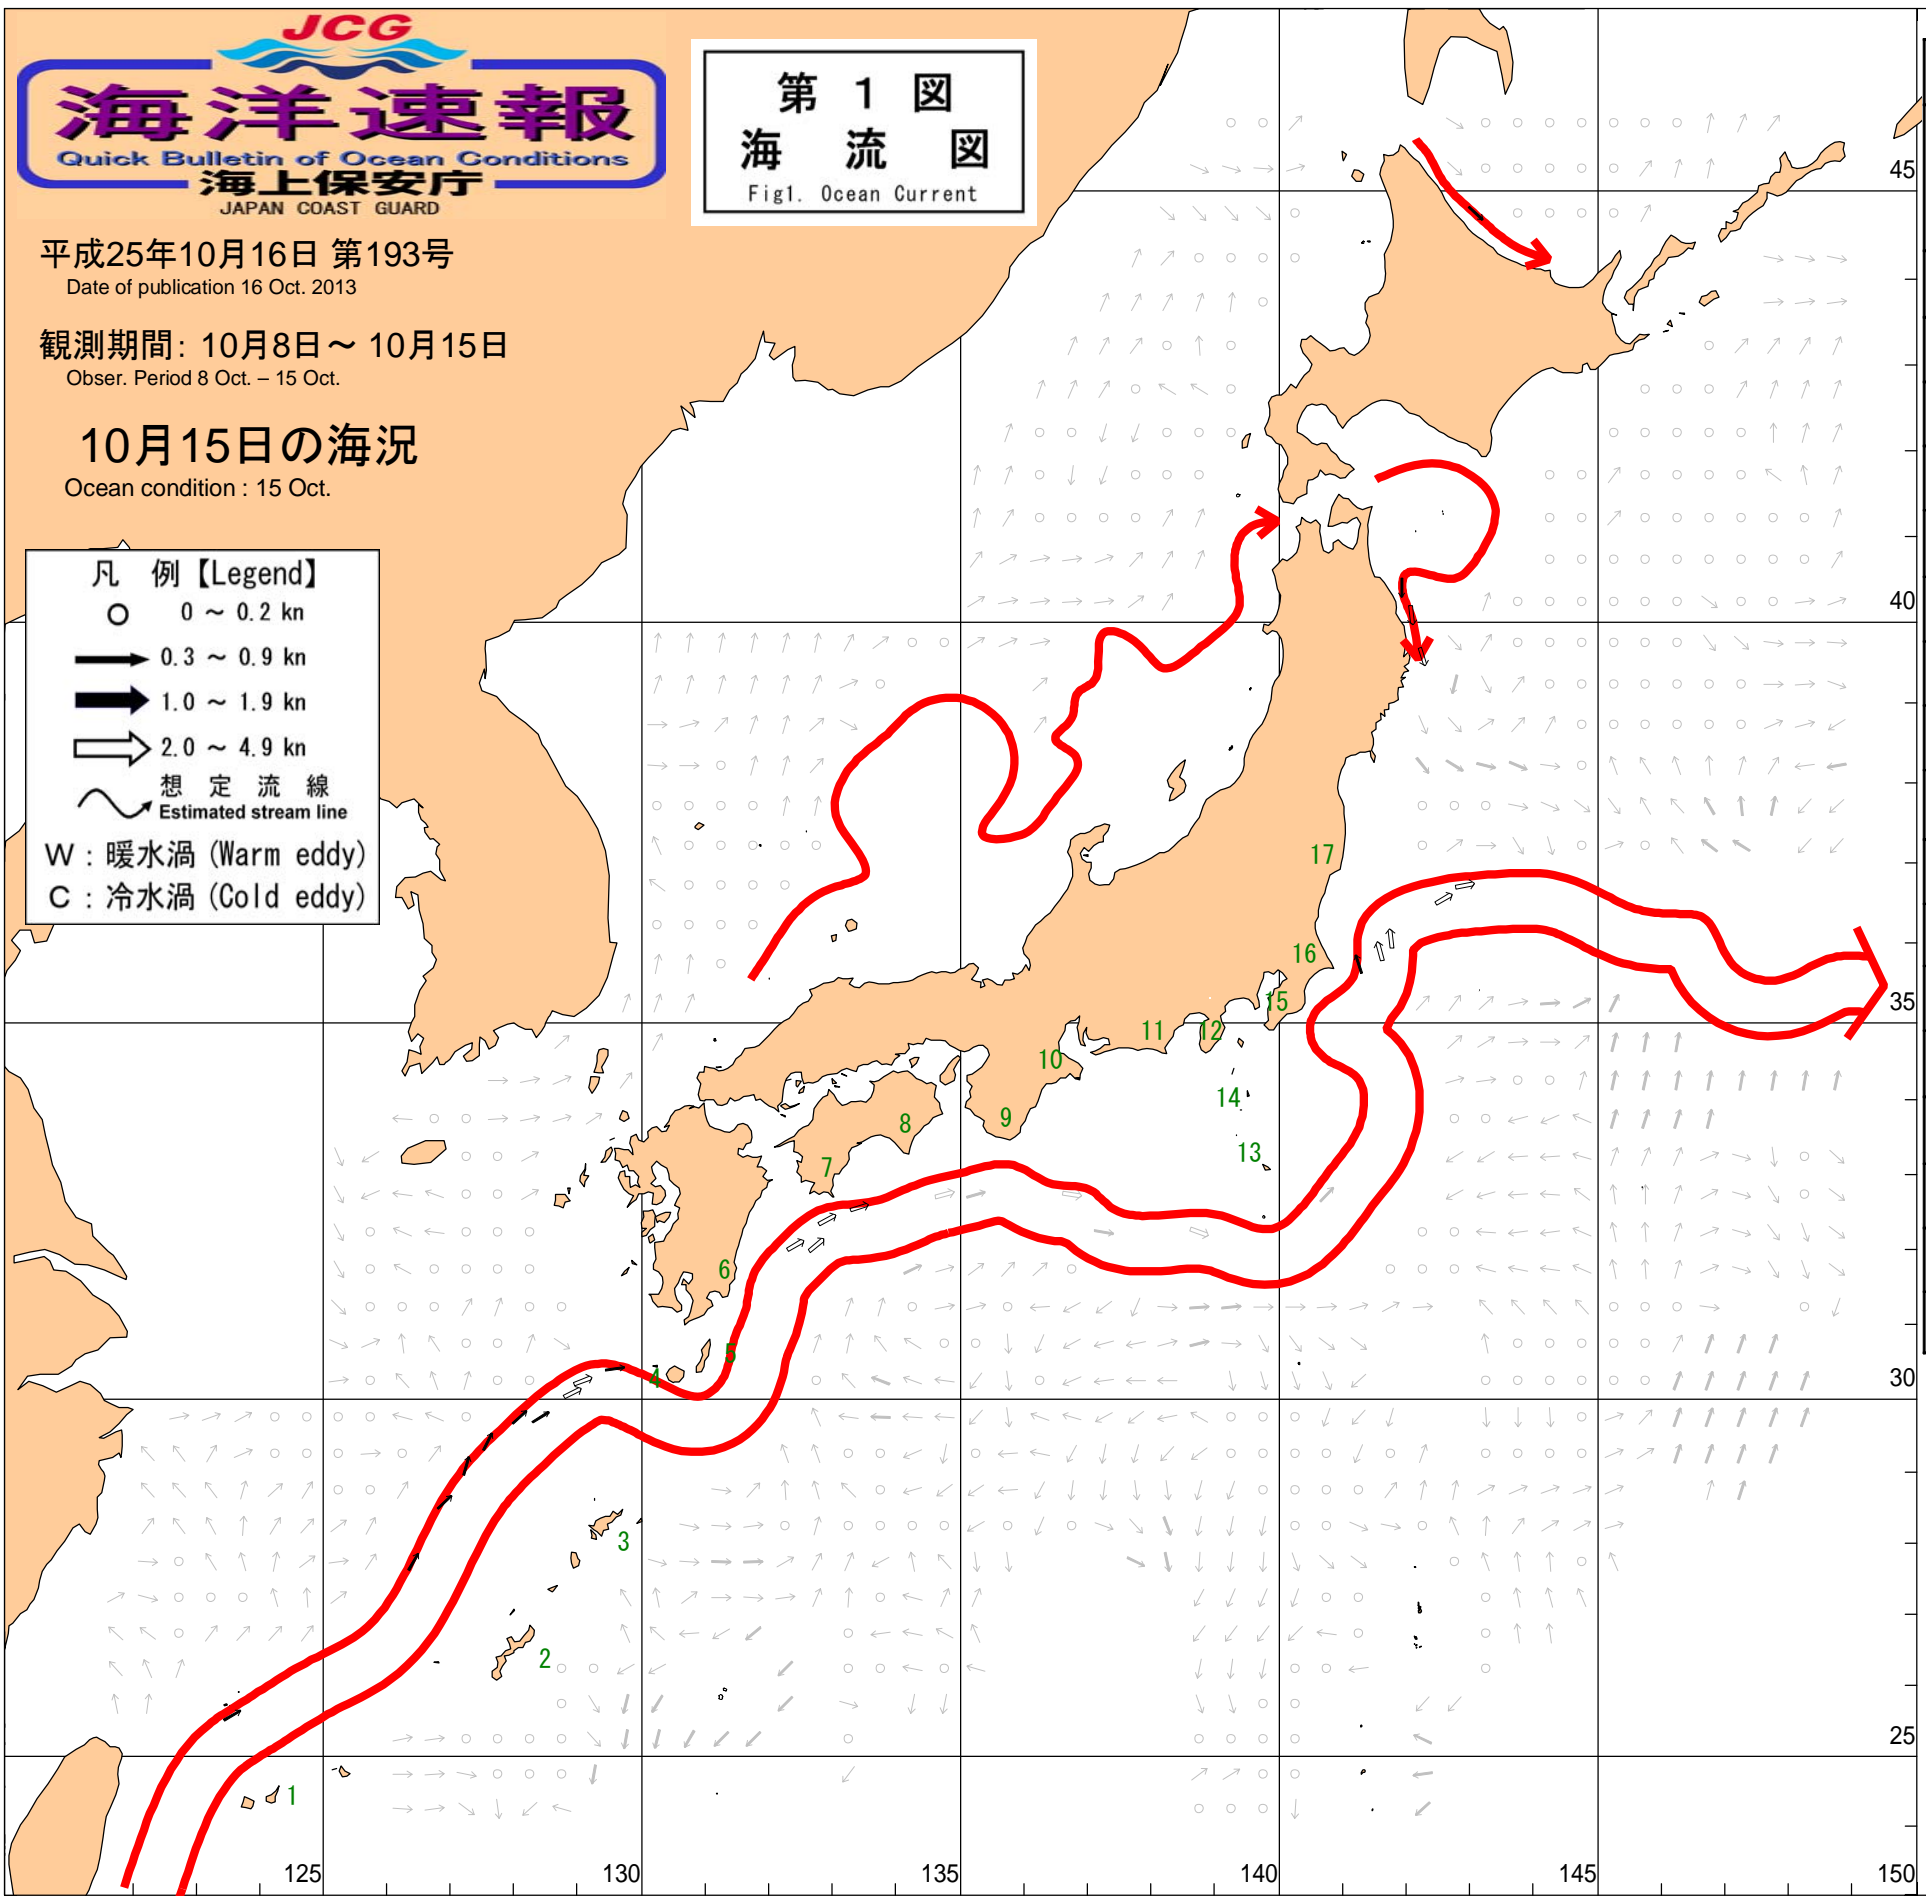 JCG
海洋速報
Quick Bulletin of Ocean Conditions
海上保安庁
JAPAN COAST GUARD
第 1 図
海 流 図
Fig1. Ocean Current
平成25年10月16日 第193号
Date of publication 16 Oct. 2013
観測期間: 10月8日～ 10月15日
Obser. Period 8 Oct. – 15 Oct.
10月15日の海況
Ocean condition : 15 Oct.
凡 例【Legend】
0 ～ 0.2 kn
0.3 ～ 0.9 kn
1.0 ～ 1.9 kn
2.0 ～ 4.9 kn
想 定 流 線
Estimated stream line
W : 暖水渦 (Warm eddy)
C : 冷水渦 (Cold eddy)
45
40
17
16
35
15
12
11
10
14
9
8
13
7
6
5
4
30
3
2
25
1
125
130
135
140
145
150